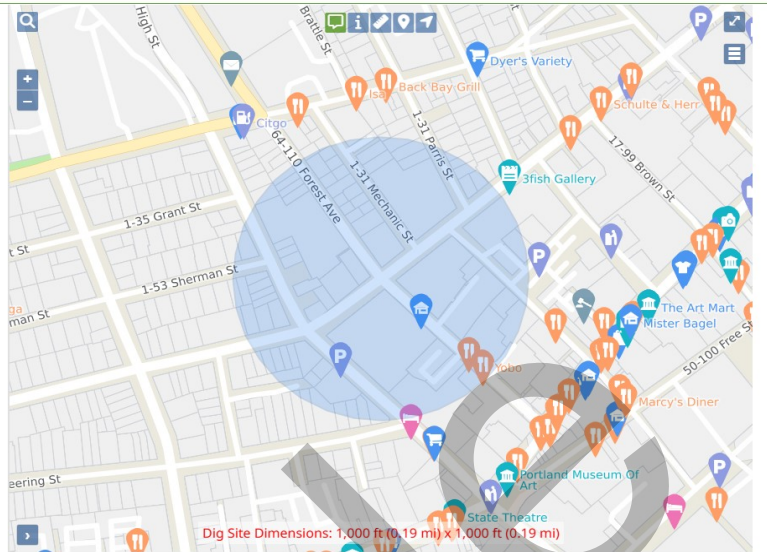 High St
Brattle St
Dyer's Variety
Back Bay Grill
Isa
Schulte & Herr
Citgo
1-31 Parris St
64-110 Forest Ave
1-31 Mechanic St
17-99 Brown St
3fish Gallery
1-35 Grant St
t St
1-53 Sherman St
man St
ga
P
P
P
P
The Art Mart
Mister Bagel
50-100 Free St
Yobo
Marcy's Diner
eering St
Portland Museum Of
Art
State Theatre
Dig Site Dimensions: 1,000 ft (0.19 mi) x 1,000 ft (0.19 mi)